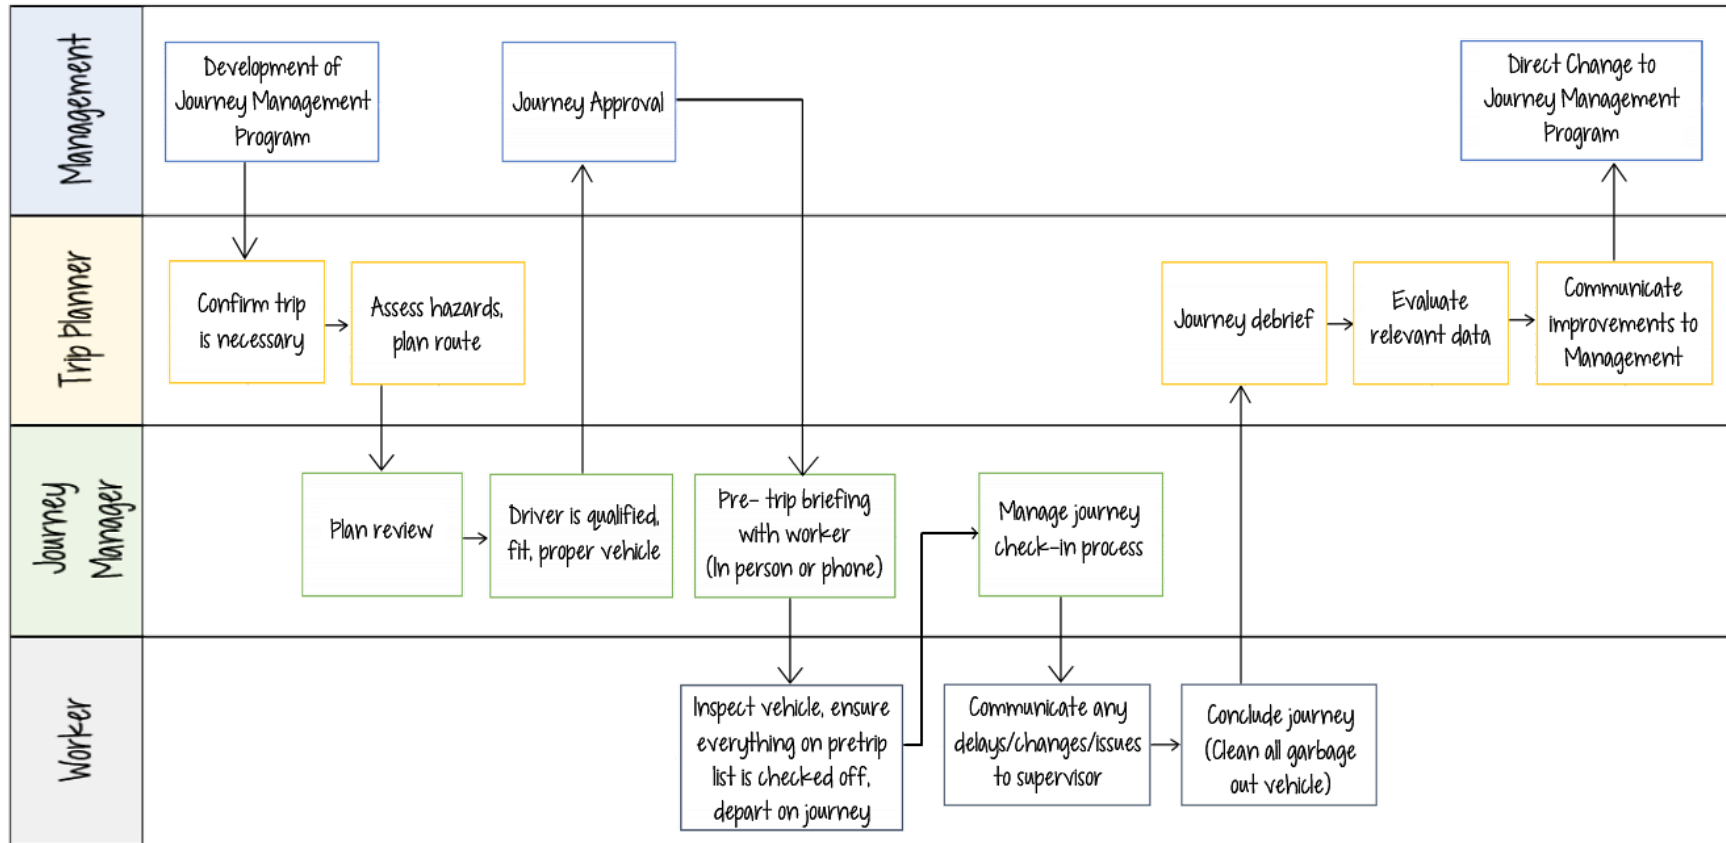 Management
Development of
Journey Management
Program
Journey Approval
Direct Change to
Journey Management
Program
Trip Planner
Confirm trip
is necessary
Assess hazards,
plan route
Journey debrief
Evaluate
relevant data
Communicate
improvements to
Management
Journey
Manager
Plan review
Driver is qualified,
fit, proper vehicle
Pre- trip briefing
with worker
(In person or phone)
Manage journey
check-in process
Worker
Inspect vehicle, ensure
everything on pretrip
list is checked off,
depart on journey
Communicate any
delays/changes/issues
to supervisor
Conclude journey
(Clean all garbage
out vehicle)